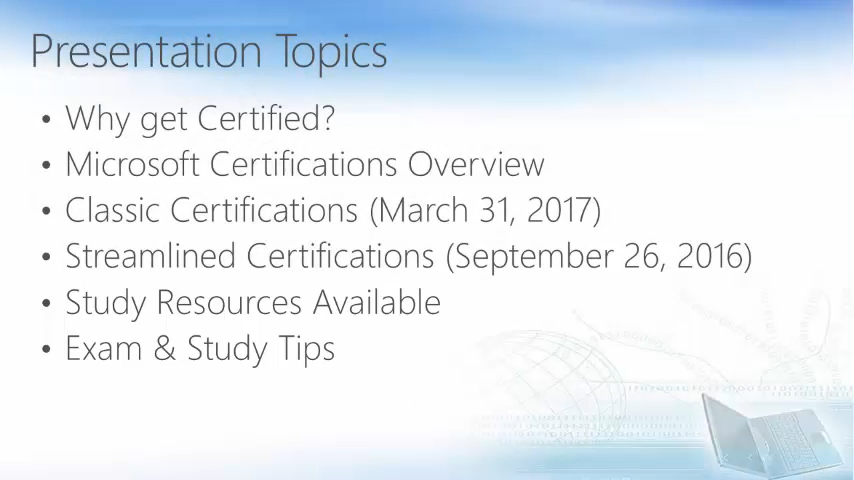 Presentation Topics
• Why get Certified?
• Microsoft Certifications Overview
• Classic Certifications (March 31, 2017)
• Streamlined Certifications (September 26, 2016)
• Study Resources Available
• Exam & Study Tips